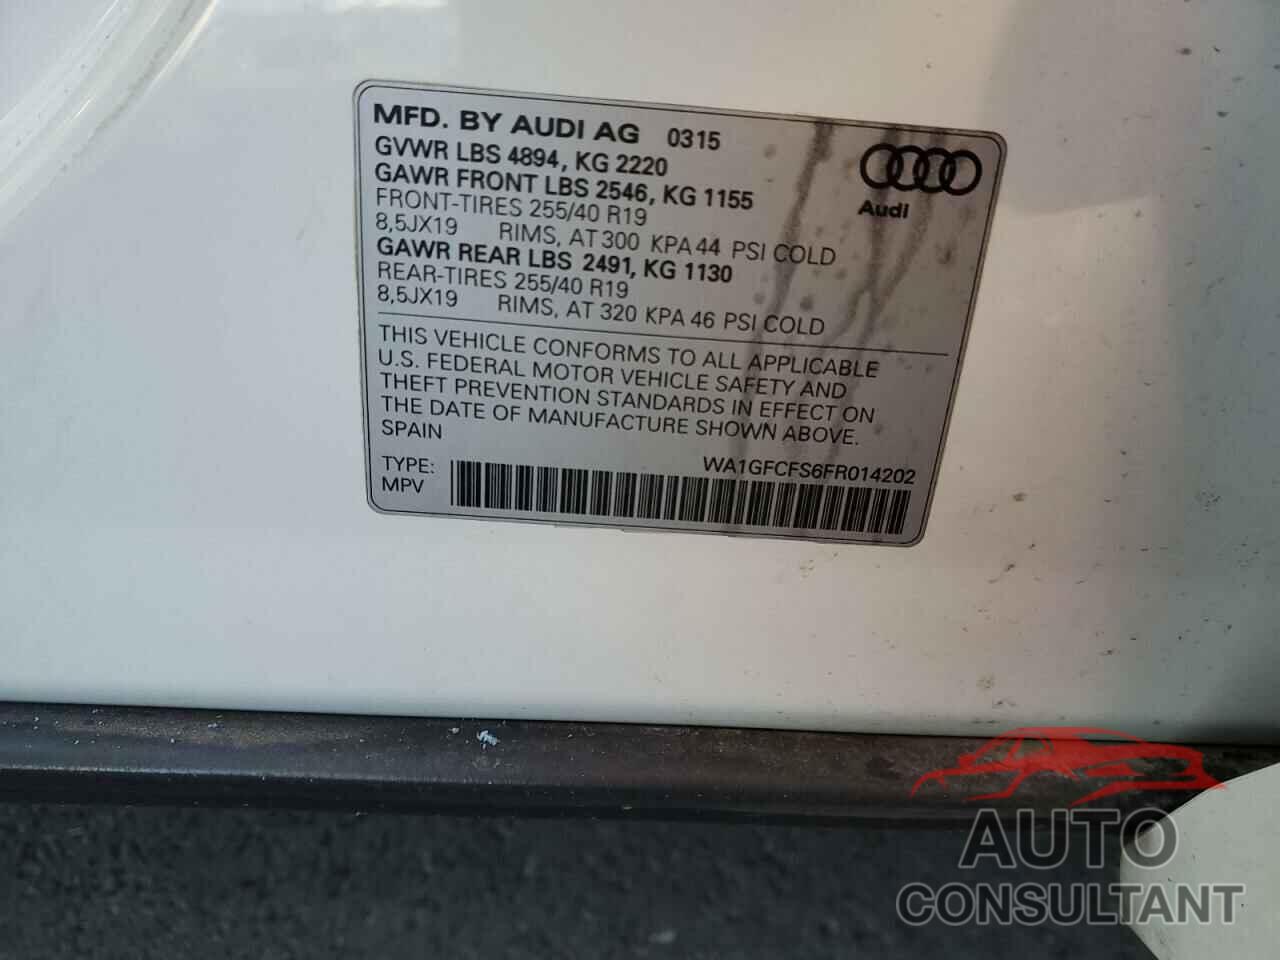 MFD. BY AUDI AG 0315
GVWR LBS 4894, KG 2220
GAWR FRONT LBS 2546, KG 1155
FRONT-TIRES 255/40 R19
8,5JX19 RIMS, AT 300 KPA 44 PSI COLD
GAWR REAR LBS 2491, KG 1130
REAR-TIRES 255/40 R19
8,5JX19 RIMS, AT 320 KPA 46 PSI COLD
Audi
THIS VEHICLE CONFORMS TO ALL APPLICABLE
U.S. FEDERAL MOTOR VEHICLE SAFETY AND
THEFT PREVENTION STANDARDS IN EFFECT ON
THE DATE OF MANUFACTURE SHOWN ABOVE.
SPAIN
WA1GFCFS6FR014202
TYPE:
MPV
AUTO
CONSULTANT